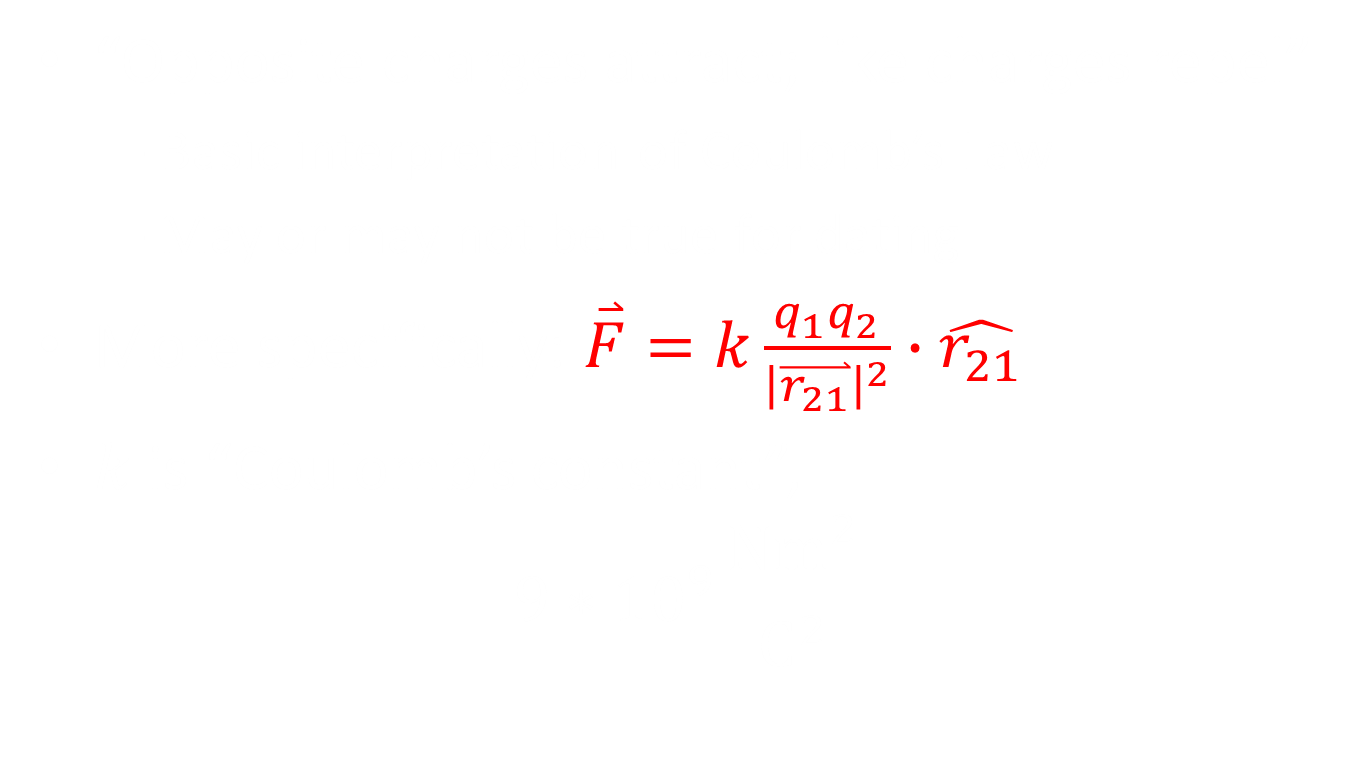 $\vec{F} = k \frac{q_1 q_2}{|\overrightarrow{r_{21}}|^2} \cdot \widehat{r_{21}}$